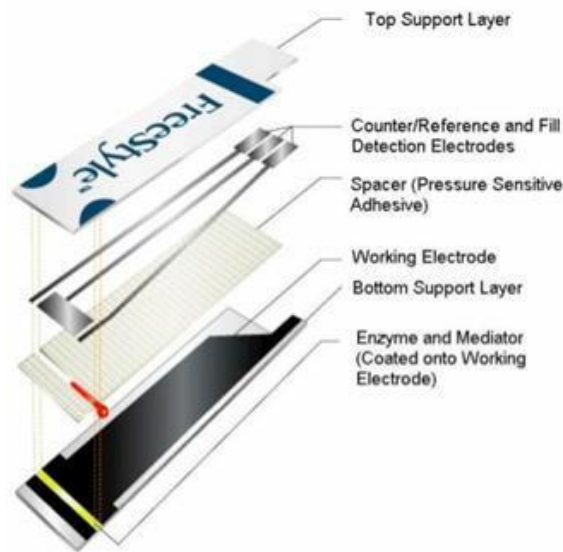 Top Support Layer
FreeStyle™
Counter/Reference and Fill
Detection Electrodes
Spacer (Pressure Sensitive
Adhesive)
Working Electrode
Bottom Support Layer
Enzyme and Mediator
(Coated onto Working
Electrode)